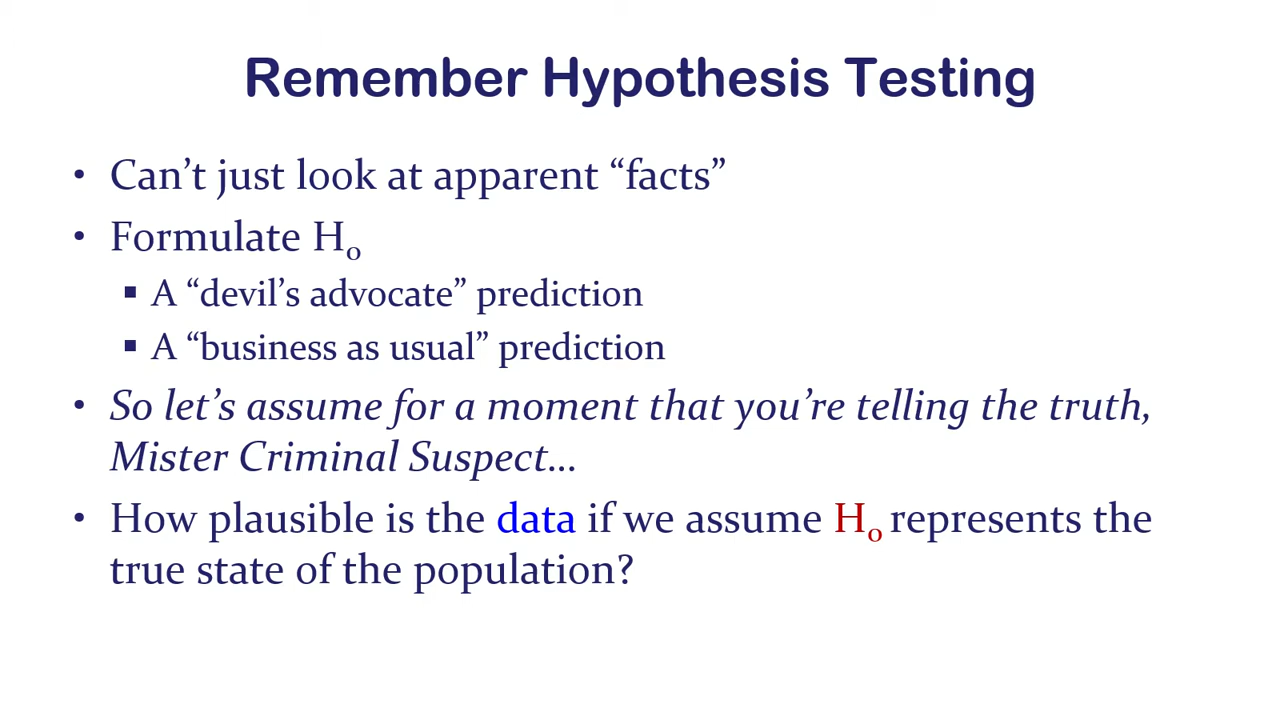 Remember Hypothesis Testing
• Can’t just look at apparent “facts”
• Formulate H₀
▪ A “devil’s advocate” prediction
▪ A “business as usual” prediction
• So let’s assume for a moment that you’re telling the truth,
Mister Criminal Suspect…
• How plausible is the data if we assume H₀ represents the
true state of the population?